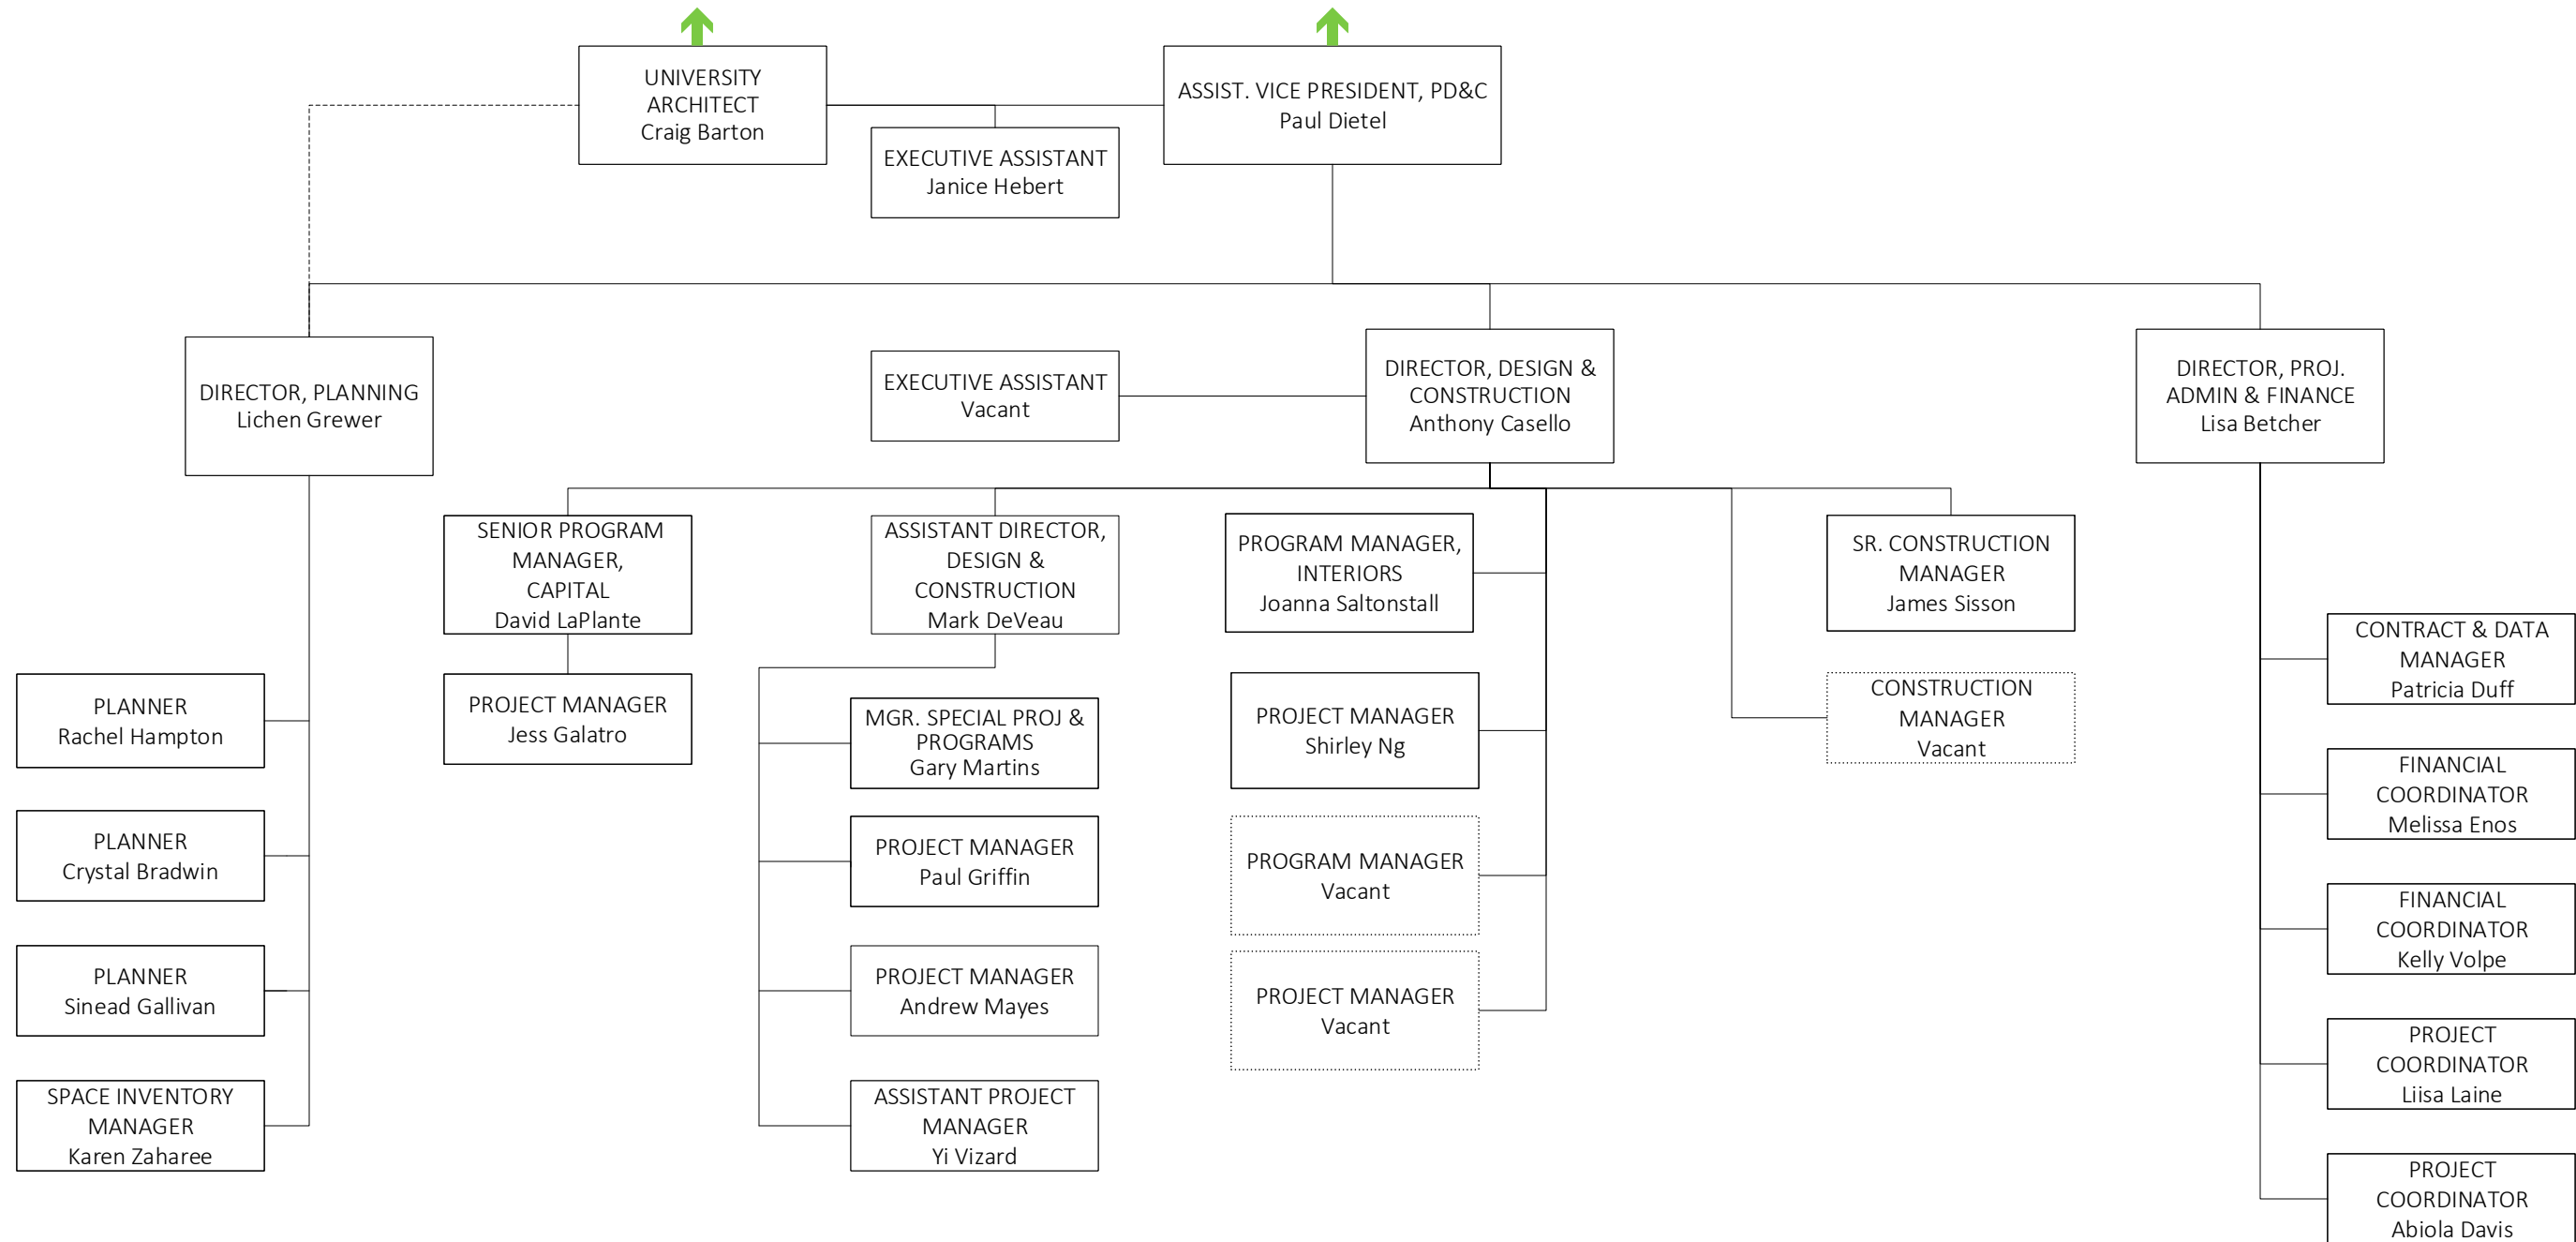 UNIVERSITY
ARCHITECT
Craig Barton
ASSIST. VICE PRESIDENT, PD&C
Paul Dietel
EXECUTIVE ASSISTANT
Janice Hebert
DIRECTOR, PLANNING
Lichen Grewer
EXECUTIVE ASSISTANT
Vacant
DIRECTOR, DESIGN &
CONSTRUCTION
Anthony Casello
DIRECTOR, PROJ.
ADMIN & FINANCE
Lisa Betcher
SENIOR PROGRAM
MANAGER,
CAPITAL
David LaPlante
ASSISTANT DIRECTOR,
DESIGN &
CONSTRUCTION
Mark DeVeau
PROGRAM MANAGER,
INTERIORS
Joanna Saltonstall
SR. CONSTRUCTION
MANAGER
James Sisson
PLANNER
Rachel Hampton
PLANNER
Crystal Bradwin
PLANNER
Sinead Gallivan
SPACE INVENTORY
MANAGER
Karen Zaharee
PROJECT MANAGER
Jess Galatro
MGR. SPECIAL PROJ &
PROGRAMS
Gary Martins
PROJECT MANAGER
Paul Griffin
PROJECT MANAGER
Andrew Mayes
ASSISTANT PROJECT
MANAGER
Yi Vizard
PROJECT MANAGER
Shirley Ng
PROGRAM MANAGER
Vacant
PROJECT MANAGER
Vacant
CONSTRUCTION
MANAGER
Vacant
CONTRACT & DATA
MANAGER
Patricia Duff
FINANCIAL
COORDINATOR
Melissa Enos
FINANCIAL
COORDINATOR
Kelly Volpe
PROJECT
COORDINATOR
Liisa Laine
PROJECT
COORDINATOR
Abiola Davis